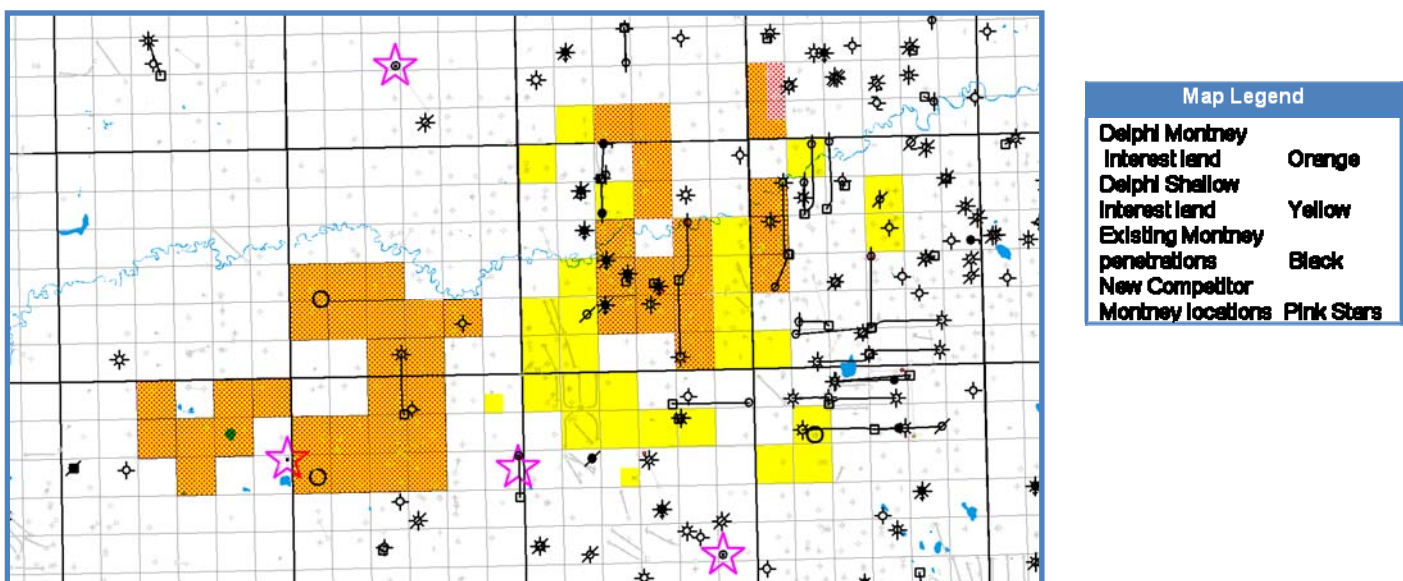 Map Legend
Delphi Montney
Interest land Orange
Delphi Shallow
Interest land Yellow
Existing Montney
penetrations Black
New Competitor
Montney locations Pink Stars